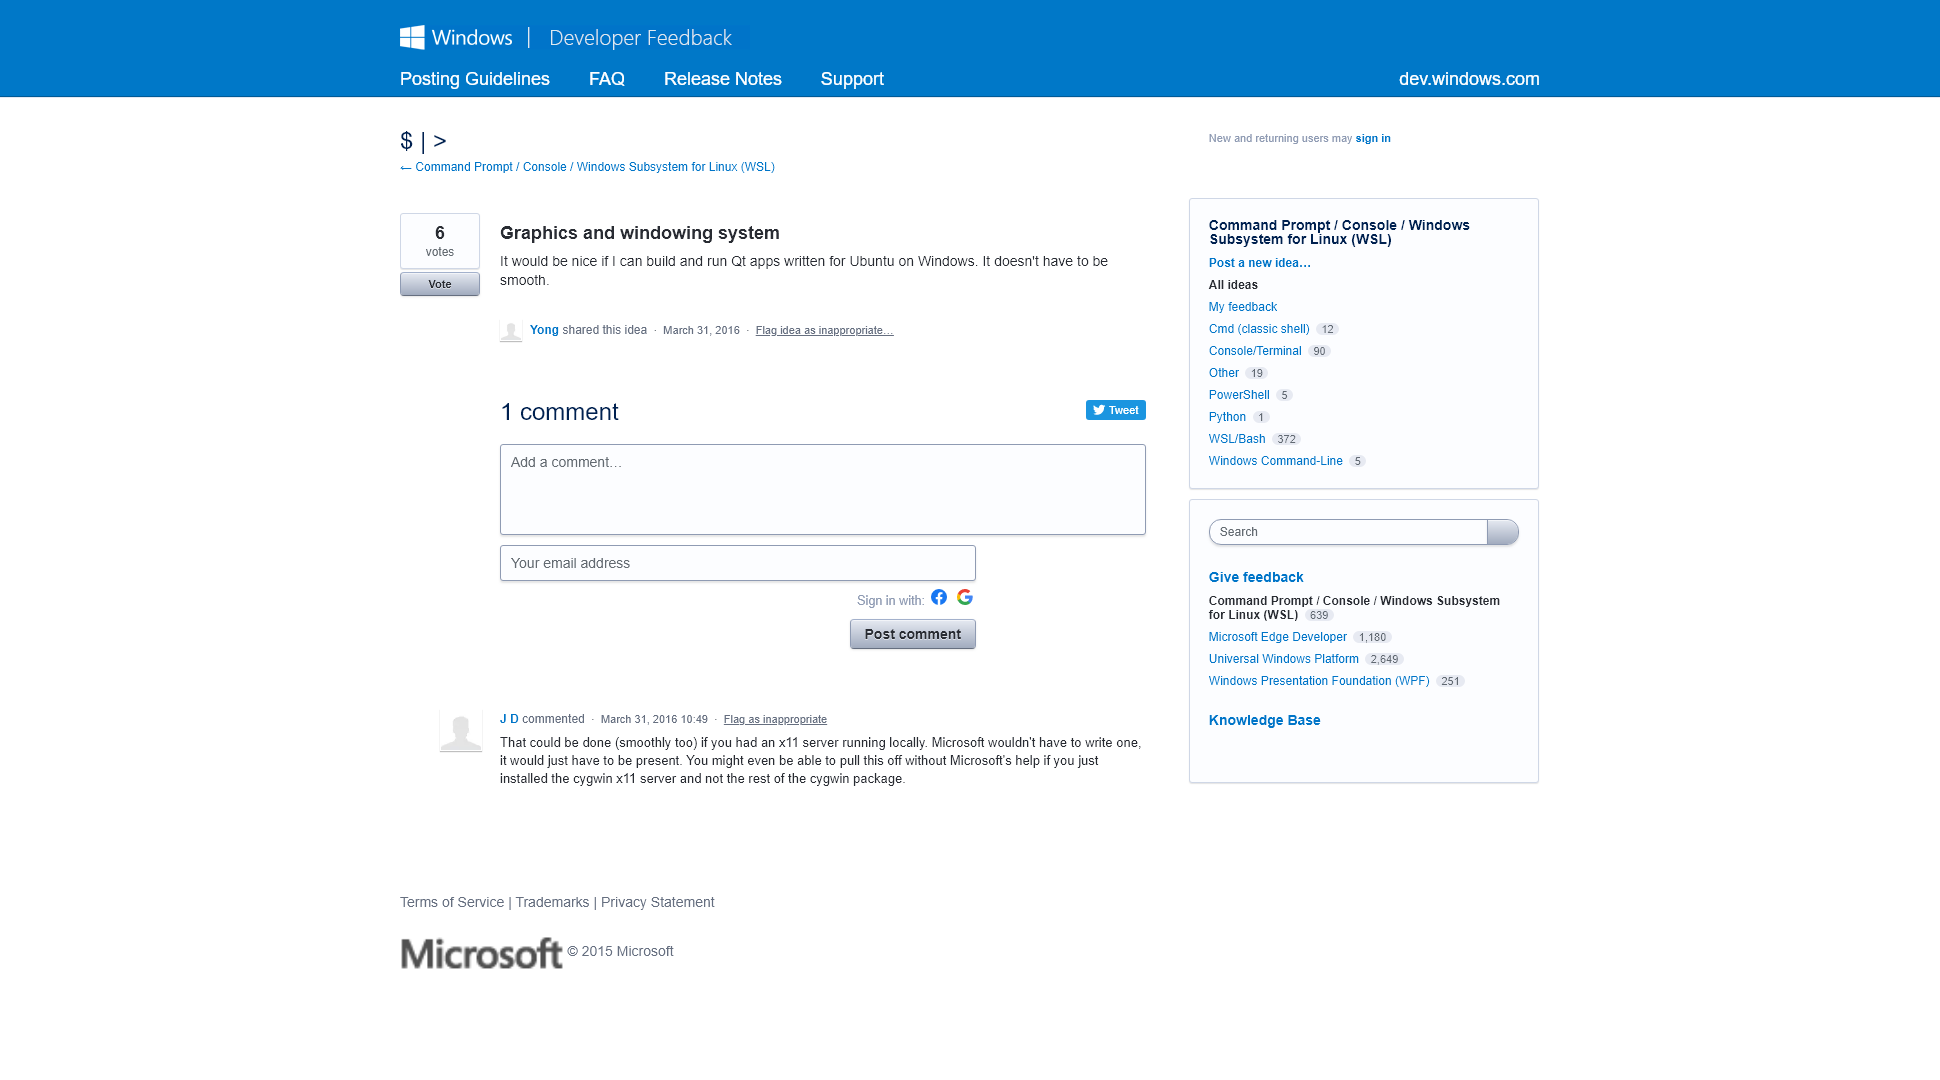 Windows | Developer Feedback
Posting Guidelines FAQ Release Notes Support dev.windows.com
$ | >
← Command Prompt / Console / Windows Subsystem for Linux (WSL)
6
votes
Vote
Graphics and windowing system
It would be nice if I can build and run Qt apps written for Ubuntu on Windows. It doesn't have to be
smooth.
Yong shared this idea · March 31, 2016 · Flag idea as inappropriate…
1 comment
Tweet
Add a comment…
Your email address
Sign in with:
Post comment
J D commented · March 31, 2016 10:49 · Flag as inappropriate
That could be done (smoothly too) if you had an x11 server running locally. Microsoft wouldn't have to write one,
it would just have to be present. You might even be able to pull this off without Microsoft's help if you just
installed the cygwin x11 server and not the rest of the cygwin package.
New and returning users may sign in
Command Prompt / Console / Windows
Subsystem for Linux (WSL)
Post a new idea…
All ideas
My feedback
Cmd (classic shell) 12
Console/Terminal 90
Other 19
PowerShell 5
Python 1
WSL/Bash 372
Windows Command-Line 5
Search
Give feedback
Command Prompt / Console / Windows Subsystem
for Linux (WSL) 639
Microsoft Edge Developer 1,180
Universal Windows Platform 2,649
Windows Presentation Foundation (WPF) 251
Knowledge Base
Terms of Service | Trademarks | Privacy Statement
Microsoft © 2015 Microsoft